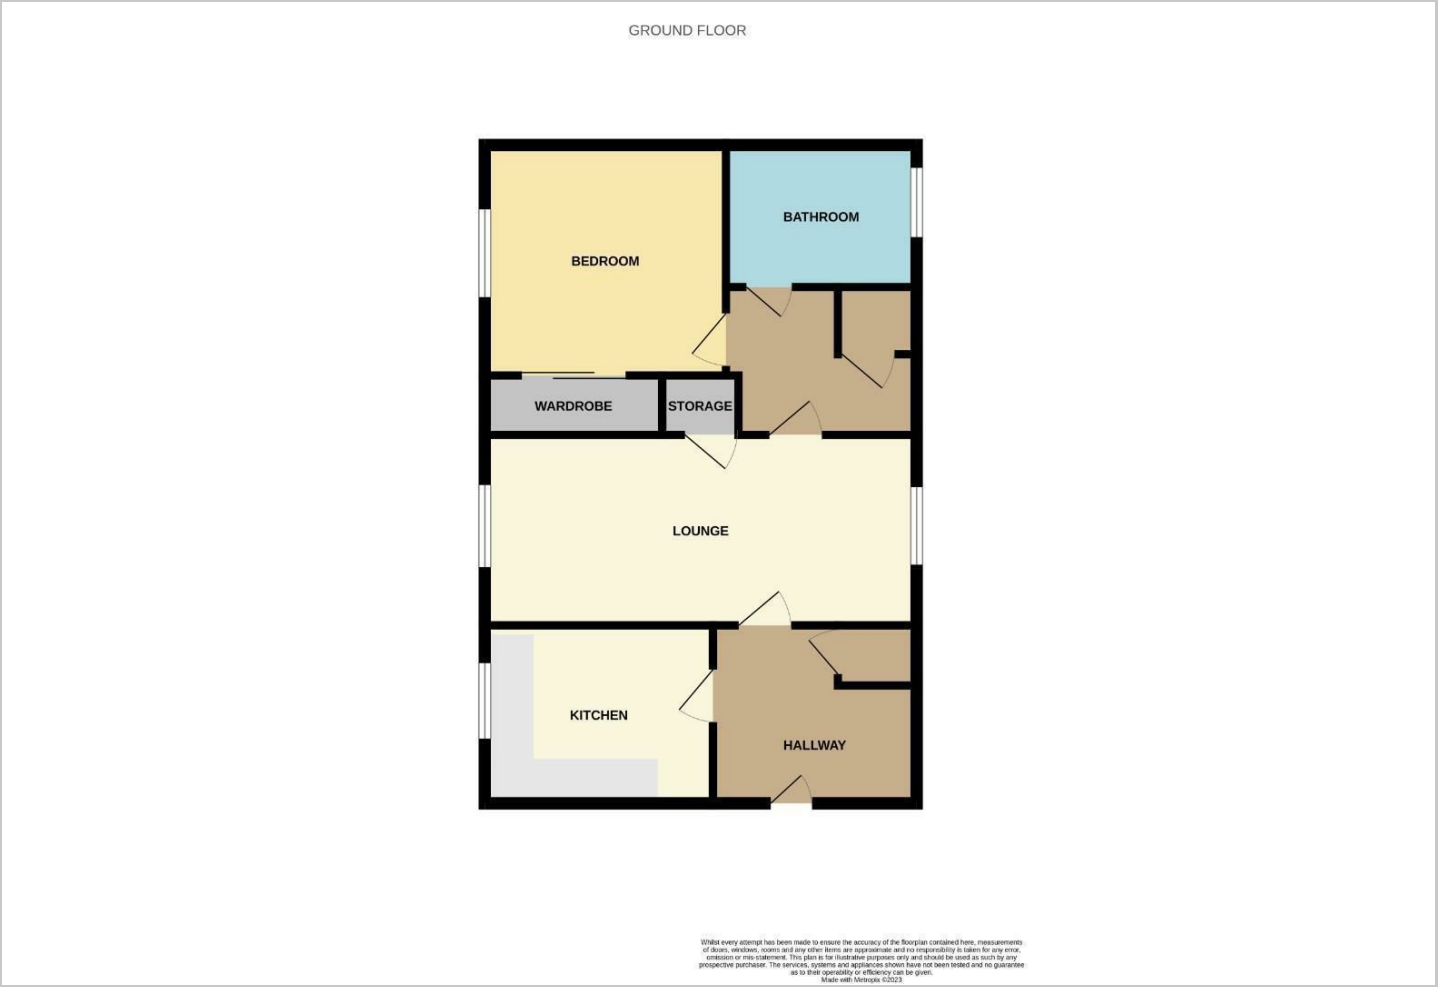 GROUND FLOOR
BATHROOM
BEDROOM
WARDROBE
STORAGE
LOUNGE
KITCHEN
HALLWAY
Whilst every attempt has been made to ensure the accuracy of the floorplan contained here, measurements
of doors, windows, rooms and any other items are approximate and no responsibility is taken for any error,
omission or mis-statement. This plan is for illustrative purposes only and should be used as such by any
prospective purchaser. The services, systems and appliances shown have not been tested and no guarantee
as to their operability or efficiency can be given.
Made with Metropix ©2023